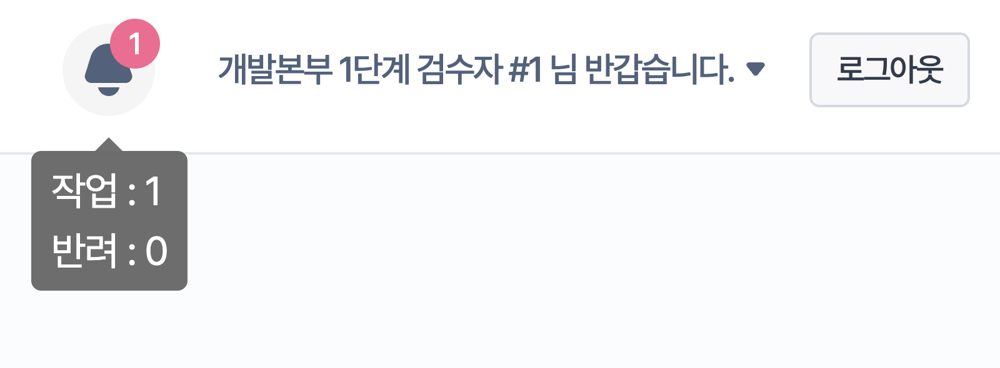 1
개발본부 1단계 검수자 #1 님 반갑습니다.
로그아웃
작업 : 1
반려 : 0